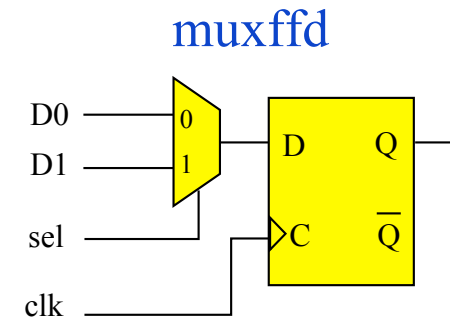 muxffd
D0 0
D Q
D1 1
sel
C Q̅
clk